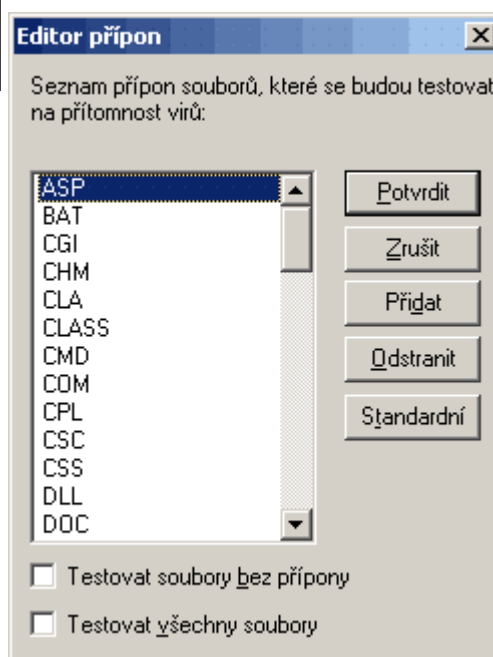 Editor přípon
Seznam přípon souborů, které se budou testovat
na přítomnost virů:
ASP
BAT
CGI
CHM
CLA
CLASS
CMD
COM
CPL
CSC
CSS
DLL
DOC
Potvrdit
Zrušit
Přidat
Odstranit
Standardní
Testovat soubory bez přípony
Testovat všechny soubory